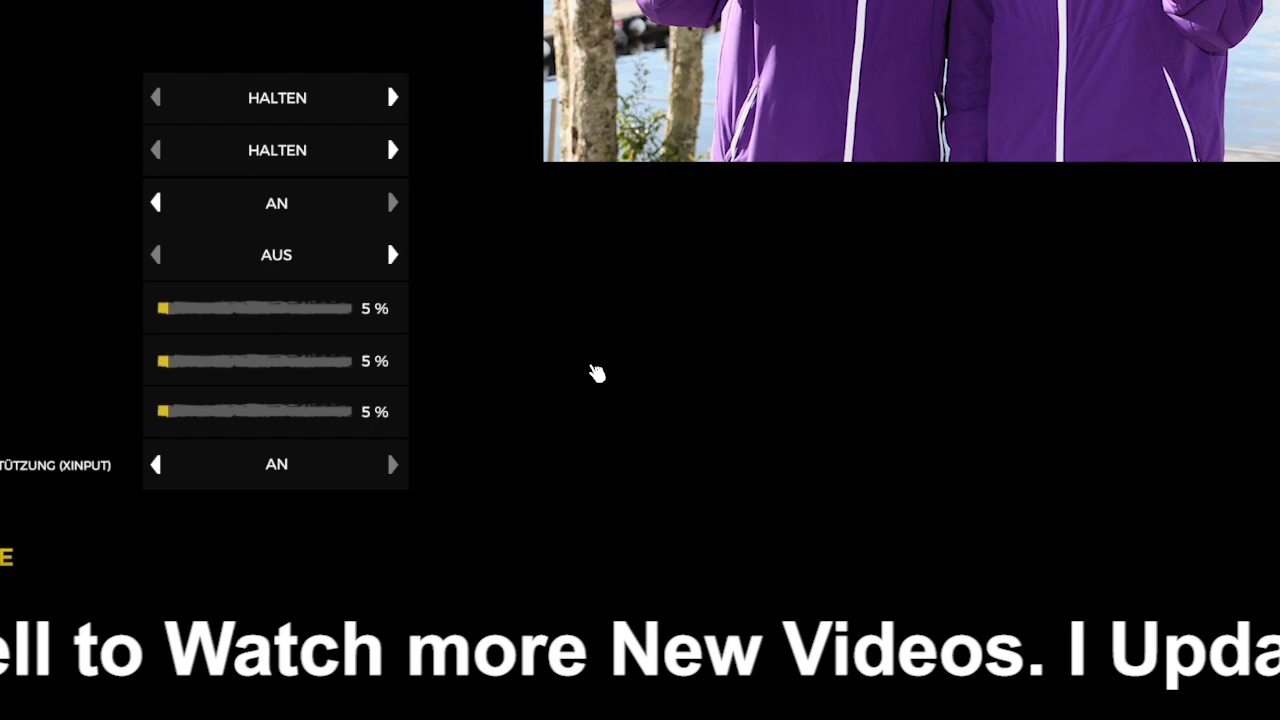 HALTEN
HALTEN
AN
AUS
5 %
5 %
5 %
TÜTZUNG (XINPUT) AN
E
ell to Watch more New Videos. I Upda